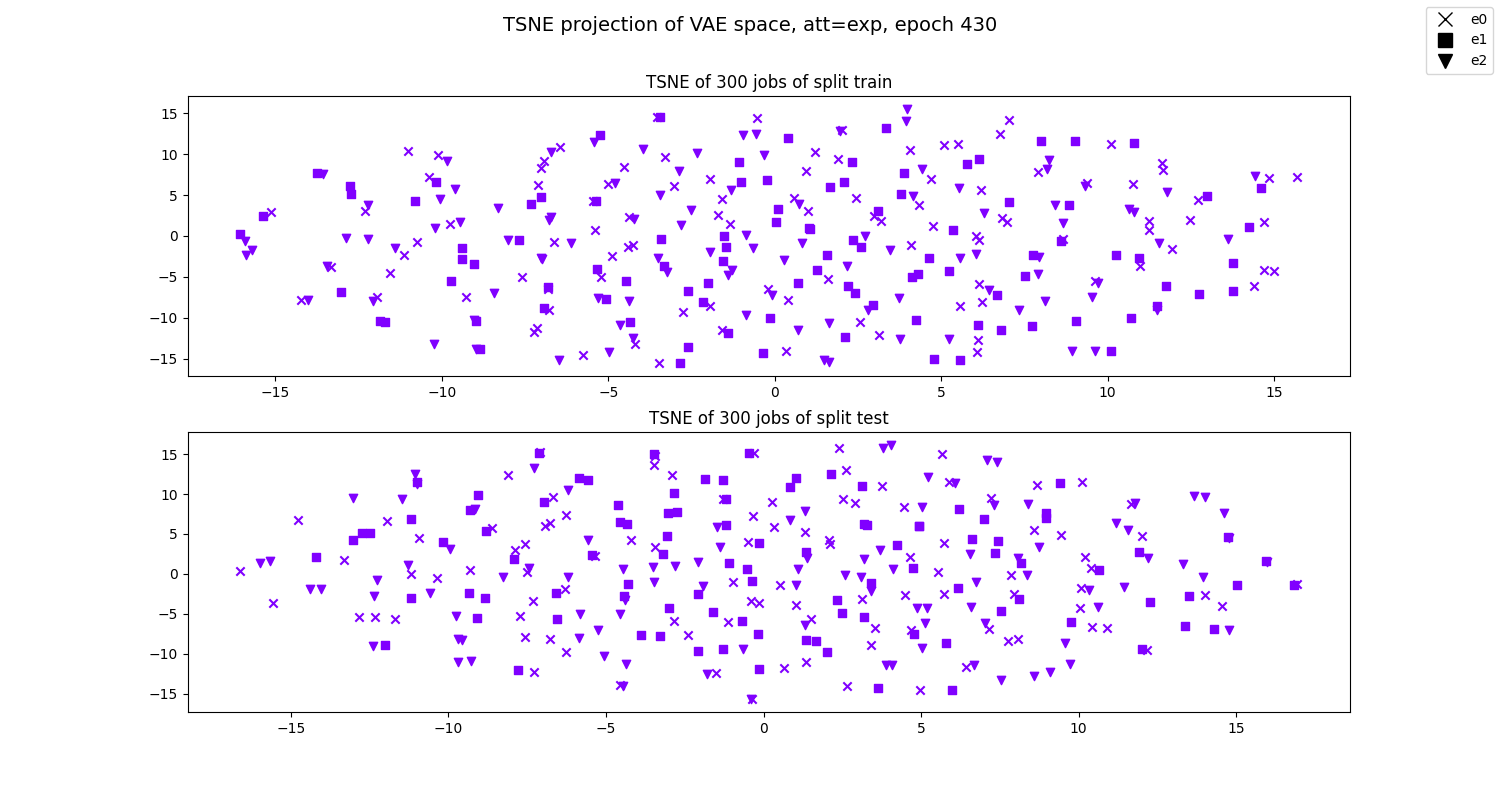 TSNE projection of VAE space, att=exp, epoch 430
e0
e1
e2
TSNE of 300 jobs of split train
15
10
5
0
−5
−10
−15
−15 −10 −5 0 5 10 15
TSNE of 300 jobs of split test
15
10
5
0
−5
−10
−15
−15 −10 −5 0 5 10 15